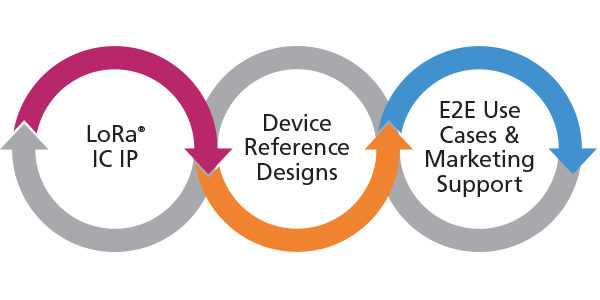 LoRa®
IC IP
Device
Reference
Designs
E2E Use
Cases &
Marketing
Support